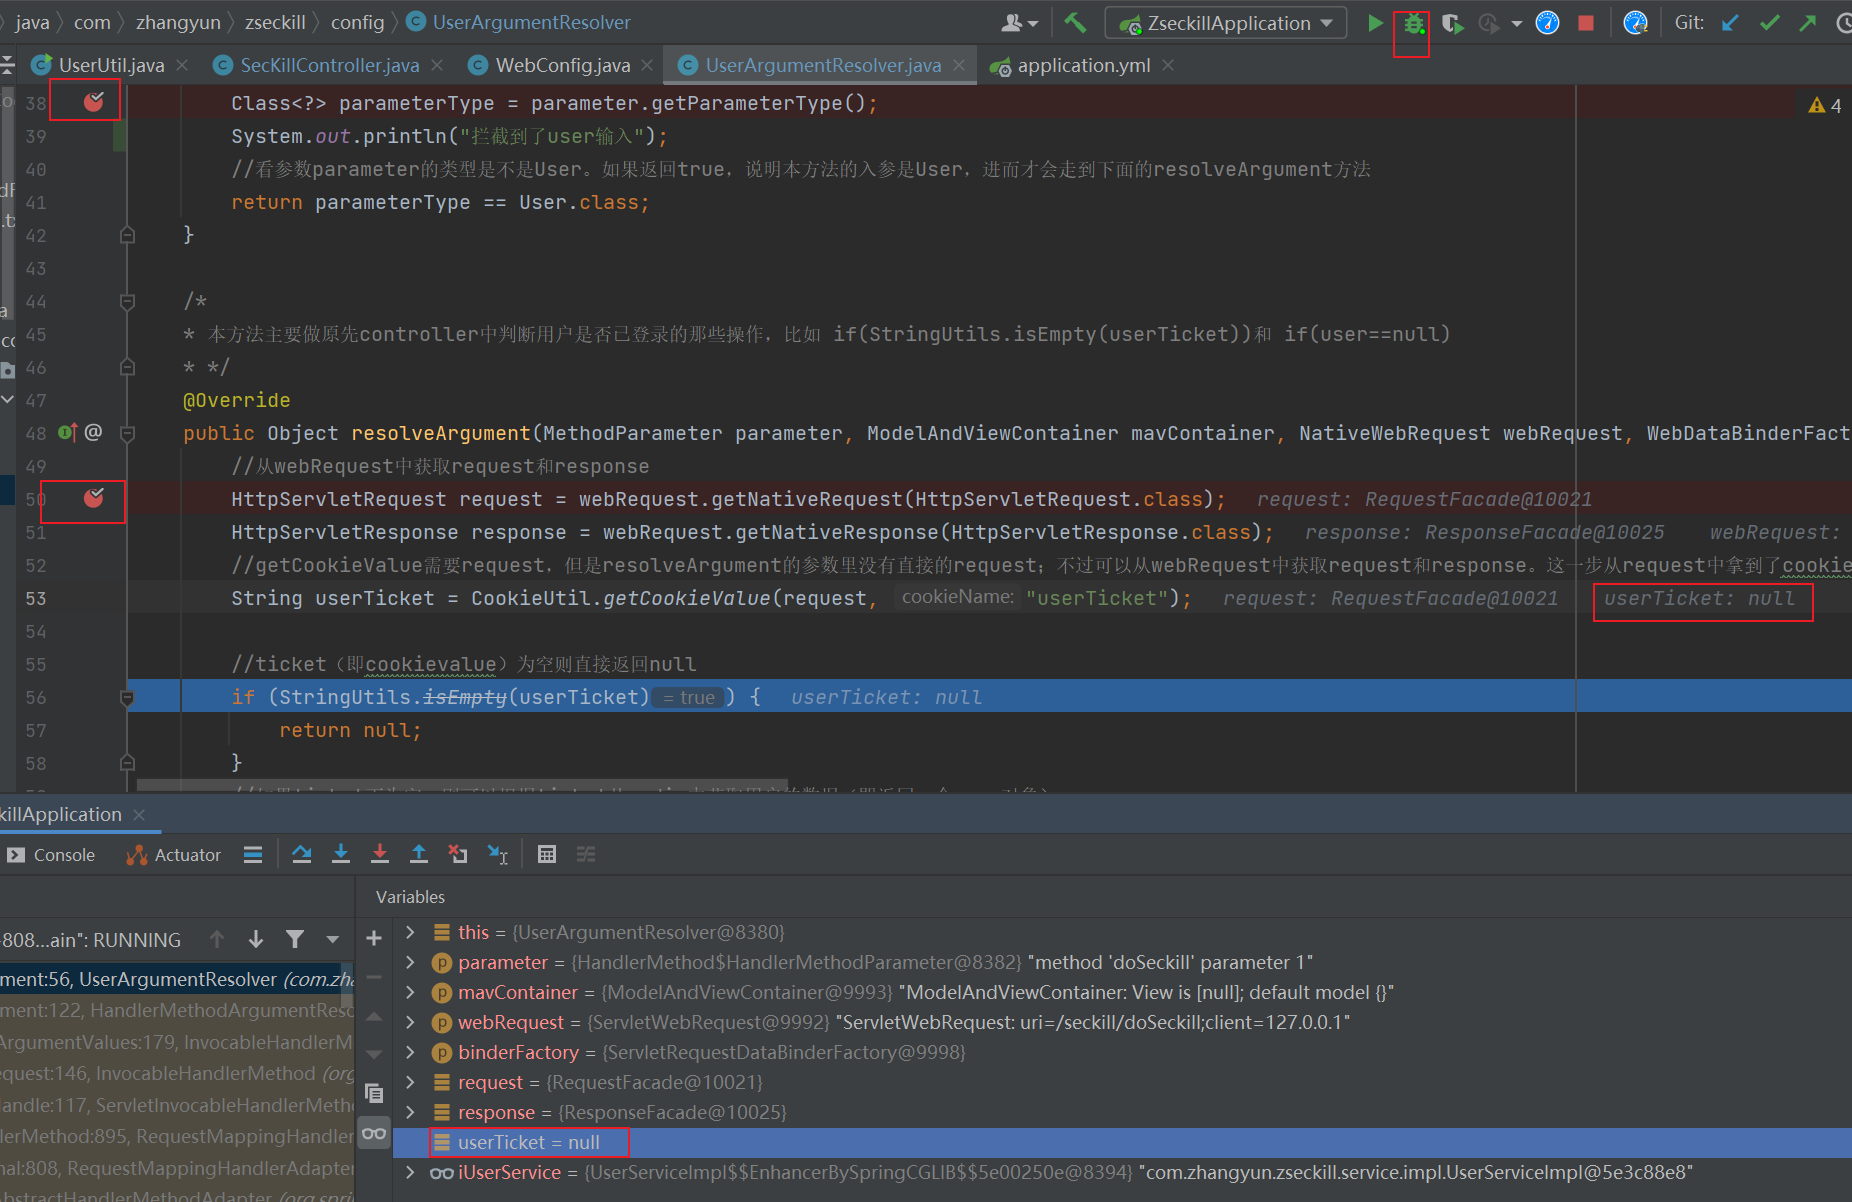 java com zhangyun zseckill config UserArgumentResolver ZseckillApplication Git:
UserUtil.java SecKillController.java WebConfig.java UserArgumentResolver.java application.yml
38 Class<?> parameterType = parameter.getParameterType(); 4
39 System.out.println("拦截到了user输入");
40 //看参数parameter的类型是不是User。如果返回true，说明本方法的入参是User，进而才会走到下面的resolveArgument方法
41 return parameterType == User.class;
42 }
43
44 /*
45 * 本方法主要做原先controller中判断用户是否已登录的那些操作，比如 if(StringUtils.isEmpty(userTicket))和 if(user==null)
46 * */
47 @Override
48 @ public Object resolveArgument(MethodParameter parameter, ModelAndViewContainer mavContainer, NativeWebRequest webRequest, WebDataBinderFact
49 //从webRequest中获取request和response
50 HttpServletRequest request = webRequest.getNativeRequest(HttpServletRequest.class); request: RequestFacade@10021
51 HttpServletResponse response = webRequest.getNativeResponse(HttpServletResponse.class); response: ResponseFacade@10025 webRequest:
52 //getCookieValue需要request，但是resolveArgument的参数里没有直接的request；不过可以从webRequest中获取request和response。这一步从request中拿到了cookie
53 String userTicket = CookieUtil.getCookieValue(request, cookieName: "userTicket"); request: RequestFacade@10021 userTicket: null
54
55 //ticket（即cookievalue）为空则直接返回null
56 if (StringUtils.isEmpty(userTicket) = true ) { userTicket: null
57 return null;
58 }
killApplication
Console Actuator
Variables
-808...ain": RUNNING
this = {UserArgumentResolver@8380}
parameter = {HandlerMethod$HandlerMethodParameter@8382} "method 'doSeckill' parameter 1"
mavContainer = {ModelAndViewContainer@9993} "ModelAndViewContainer: View is [null]; default model {}"
webRequest = {ServletWebRequest@9992} "ServletWebRequest: uri=/seckill/doSeckill;client=127.0.0.1"
binderFactory = {ServletRequestDataBinderFactory@9998}
request = {RequestFacade@10021}
response = {ResponseFacade@10025}
userTicket = null
iUserService = {UserServiceImpl$$EnhancerBySpringCGLIB$$5e00250e@8394} "com.zhangyun.zseckill.service.impl.UserServiceImpl@5e3c88e8"
ment:56, UserArgumentResolver (com.zha
ment:122, HandlerMethodArgumentReso
ArgumentValues:179, InvocableHandlerM
equest:146, InvocableHandlerMethod (org
Handle:117, ServletInvocableHandlerMeth
lerMethod:895, RequestMappingHandler
nal:808, RequestMappingHandlerAdapter
AbstractHandlerMethodAdapter (org.spri